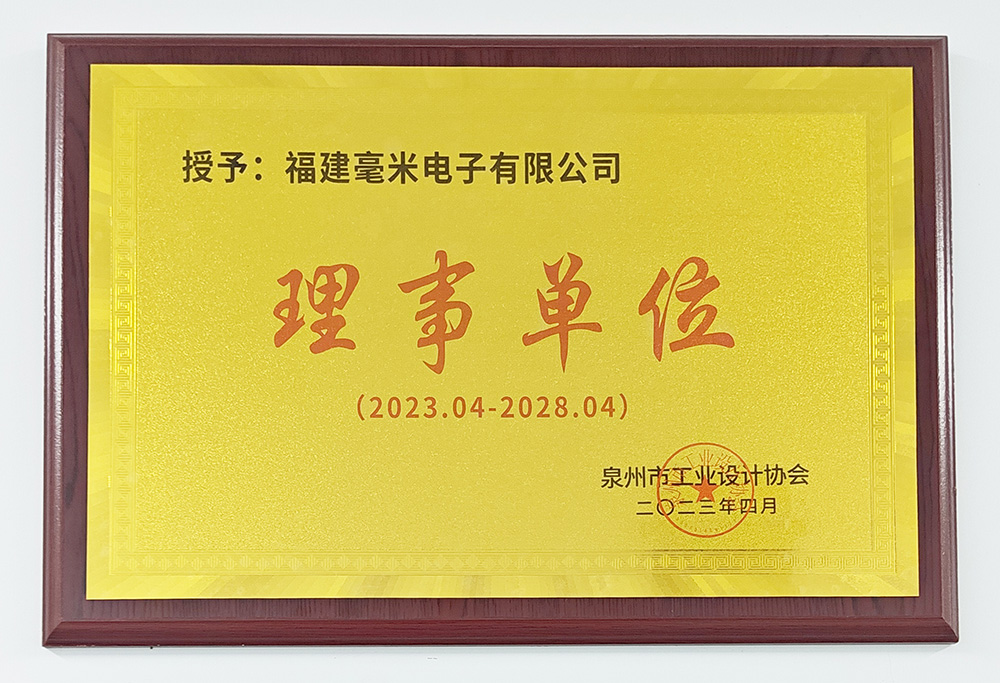 授予：福建毫米电子有限公司
理事单位
（2023.04-2028.04）
泉州市工业设计协会
二〇二三年四月